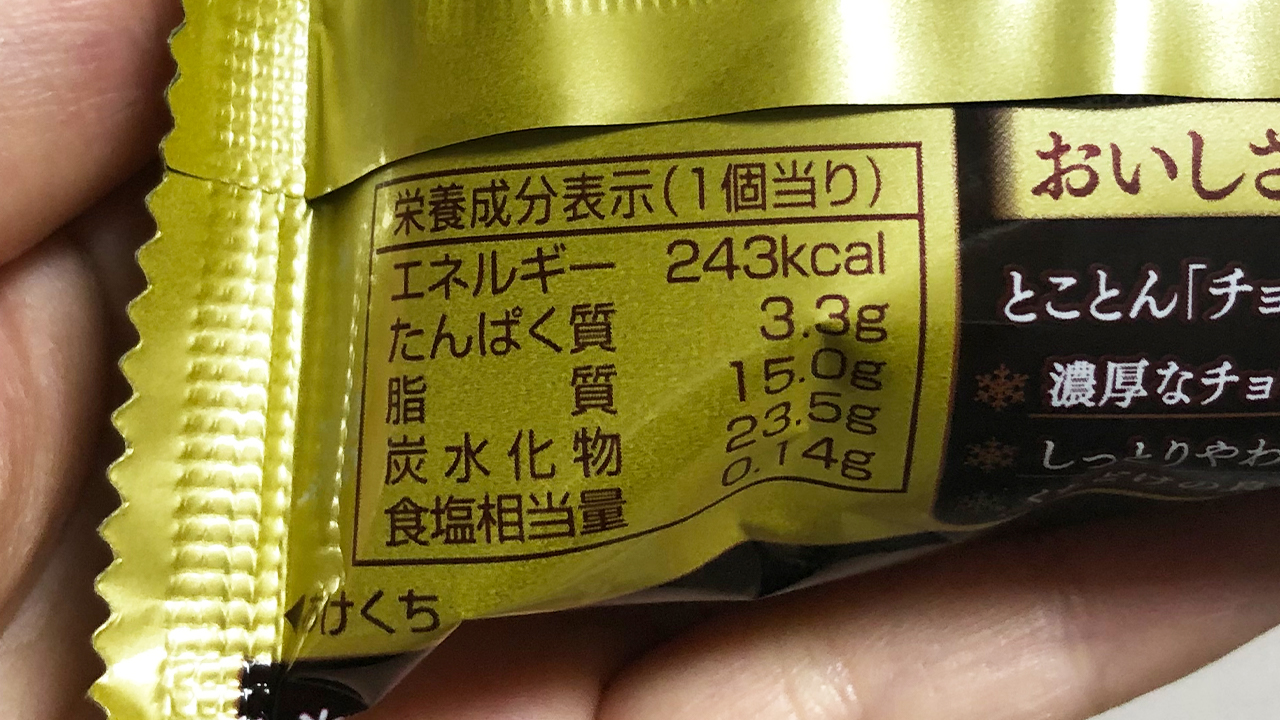 栄養成分表示(1個当り)
エネルギー 243kcal
たんぱく質 3.3g
脂質 15.0g
炭水化物 23.5g
食塩相当量 0.14g
けくち
おいしさ
とことん「チョ
濃厚なチョ
しっとりやわ